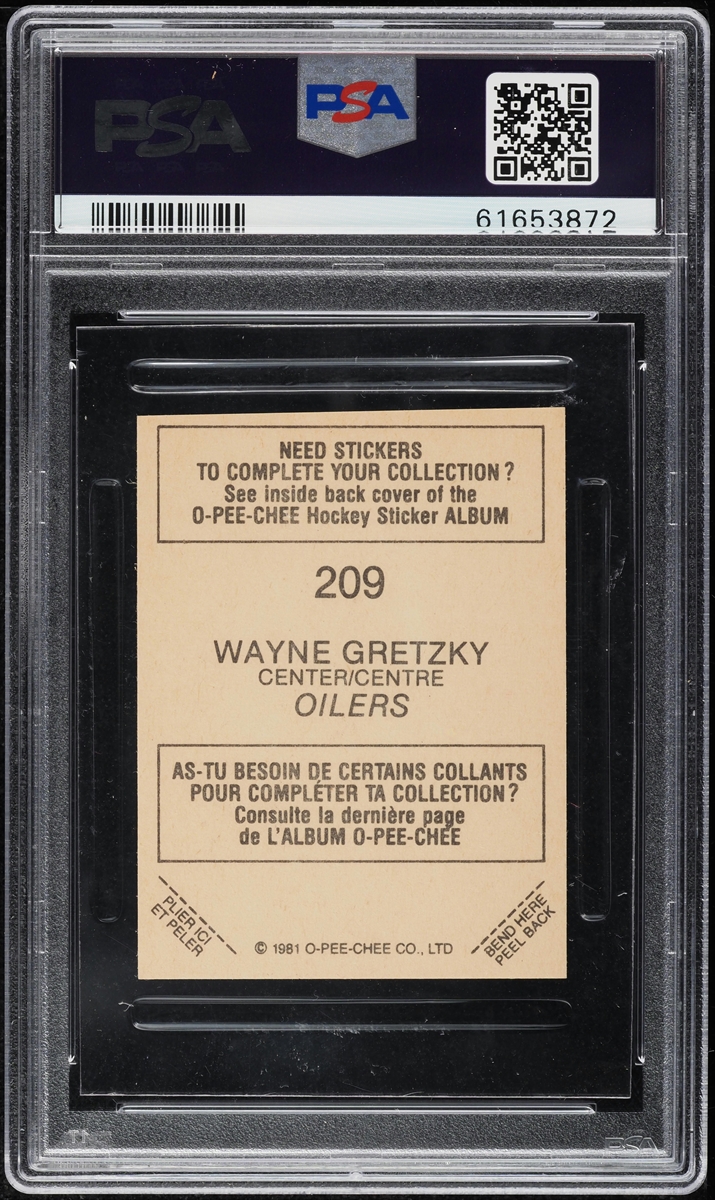 PSA
PSA
61653872
NEED STICKERS
TO COMPLETE YOUR COLLECTION ?
See inside back cover of the
O-PEE-CHEE Hockey Sticker ALBUM
209
WAYNE GRETZKY
CENTER/CENTRE
OILERS
AS-TU BESOIN DE CERTAINS COLLANTS
POUR COMPLÉTER TA COLLECTION ?
Consulte la dernière page
de L'ALBUM O-PEE-CHEE
PLIER ICI
ET PELER
© 1981 O-PEE-CHEE CO., LTD
BEND HERE
PEEL BACK
PSA